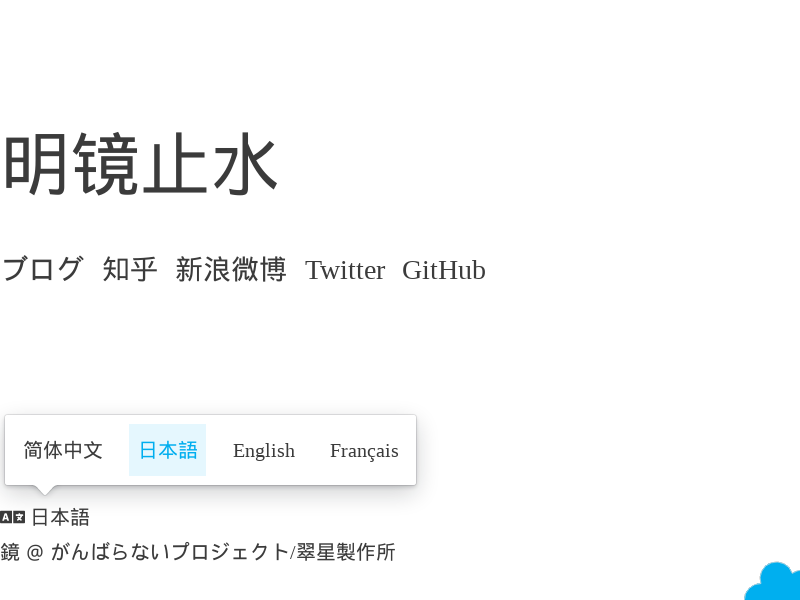 明镜止水
ブログ 知乎 新浪微博 Twitter GitHub
简体中文 日本語 English Français
日本語
鏡 @ がんばらないプロジェクト/翠星製作所